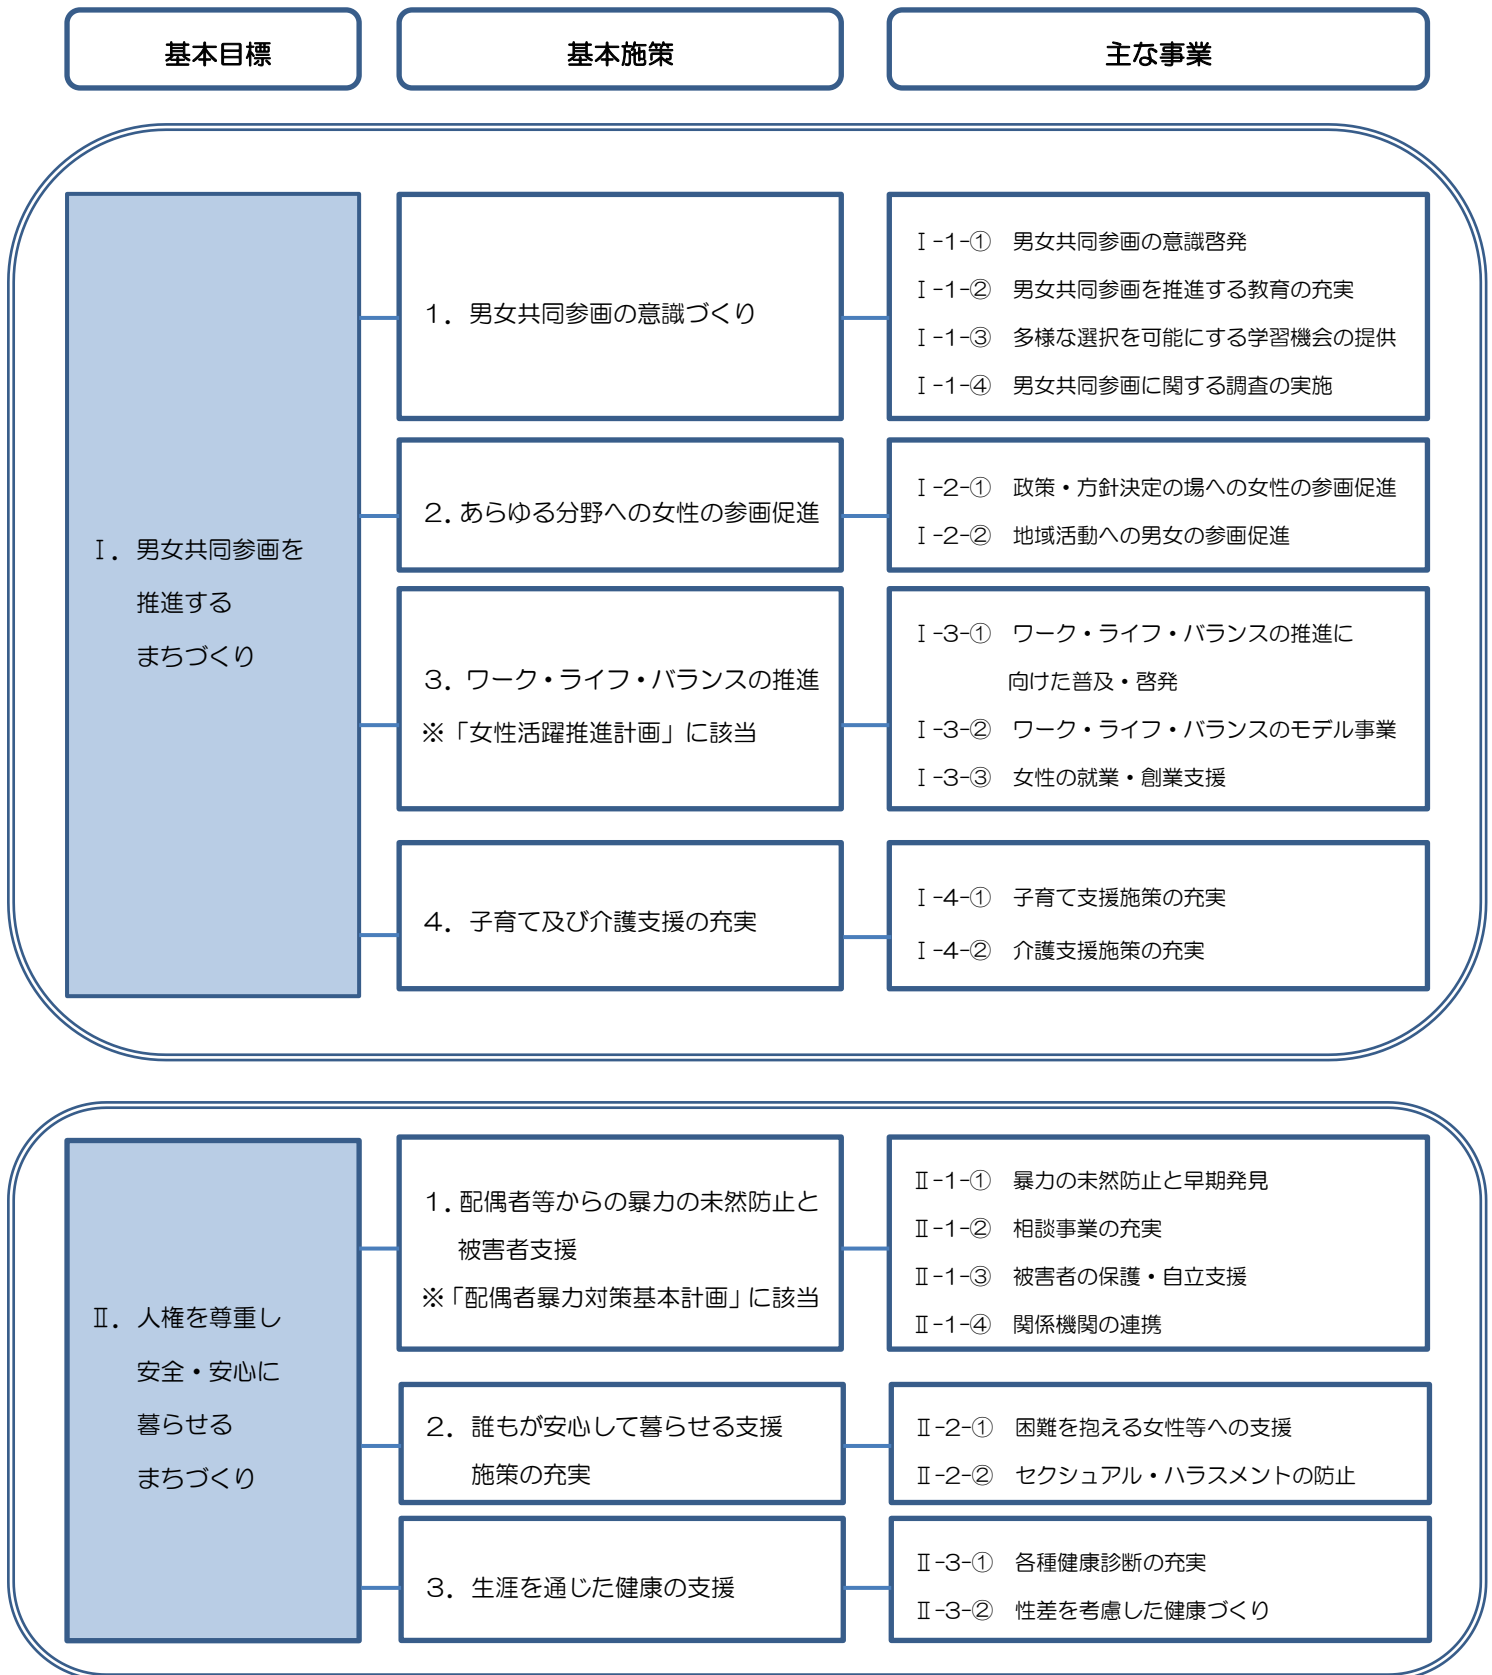 基本目標
基本施策
主な事業
Ⅰ．男女共同参画を
推進する
まちづくり
1．男女共同参画の意識づくり
Ⅰ-1-① 男女共同参画の意識啓発
Ⅰ-1-② 男女共同参画を推進する教育の充実
Ⅰ-1-③ 多様な選択を可能にする学習機会の提供
Ⅰ-1-④ 男女共同参画に関する調査の実施
2．あらゆる分野への女性の参画促進
Ⅰ-2-① 政策・方針決定の場への女性の参画促進
Ⅰ-2-② 地域活動への男女の参画促進
3．ワーク・ライフ・バランスの推進
※「女性活躍推進計画」に該当
Ⅰ-3-① ワーク・ライフ・バランスの推進に
向けた普及・啓発
Ⅰ-3-② ワーク・ライフ・バランスのモデル事業
Ⅰ-3-③ 女性の就業・創業支援
4．子育て及び介護支援の充実
Ⅰ-4-① 子育て支援施策の充実
Ⅰ-4-② 介護支援施策の充実
Ⅱ．人権を尊重し
安全・安心に
暮らせる
まちづくり
1．配偶者等からの暴力の未然防止と
被害者支援
※「配偶者暴力対策基本計画」に該当
Ⅱ-1-① 暴力の未然防止と早期発見
Ⅱ-1-② 相談事業の充実
Ⅱ-1-③ 被害者の保護・自立支援
Ⅱ-1-④ 関係機関の連携
2．誰もが安心して暮らせる支援
施策の充実
Ⅱ-2-① 困難を抱える女性等への支援
Ⅱ-2-② セクシュアル・ハラスメントの防止
3．生涯を通じた健康の支援
Ⅱ-3-① 各種健康診断の充実
Ⅱ-3-② 性差を考慮した健康づくり